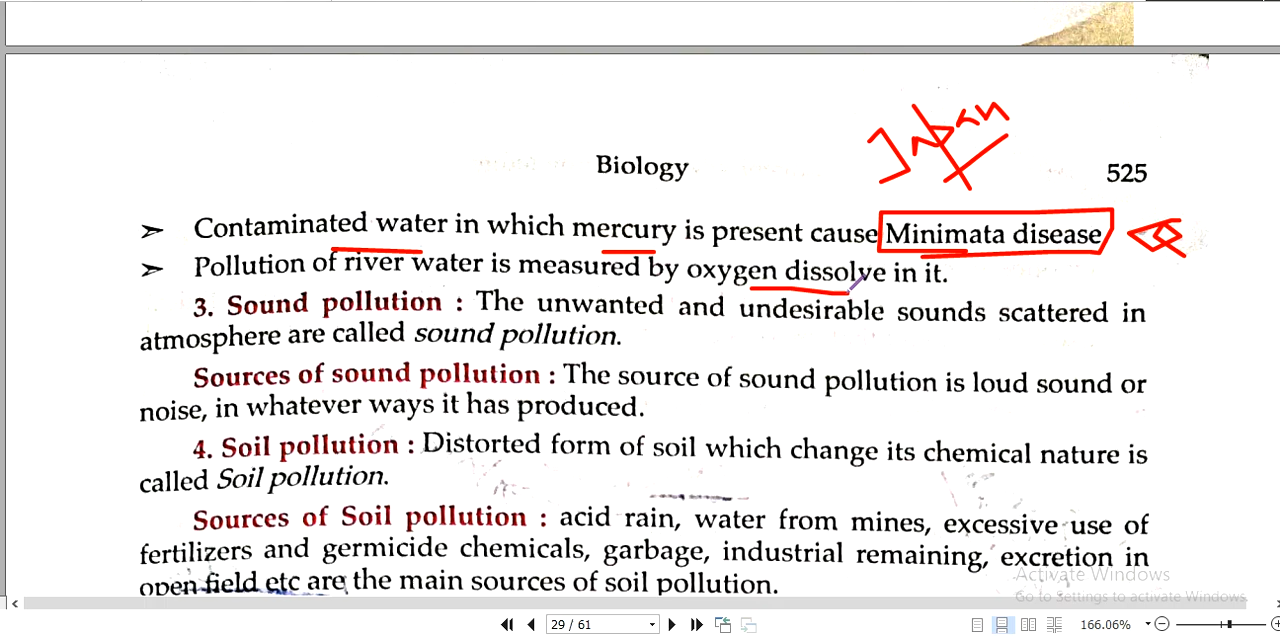 Japan
Biology
525
➢ Contaminated water in which mercury is present cause Minimata disease
➢ Pollution of river water is measured by oxygen dissolve in it.
3. Sound pollution : The unwanted and undesirable sounds scattered in
atmosphere are called sound pollution.
Sources of sound pollution : The source of sound pollution is loud sound or
noise, in whatever ways it has produced.
4. Soil pollution : Distorted form of soil which change its chemical nature is
called Soil pollution.
Sources of Soil pollution : acid rain, water from mines, excessive use of
fertilizers and germicide chemicals, garbage, industrial remaining, excretion in
open field etc are the main sources of soil pollution.
Activate Windows
Go to Settings to activate Windows.
29 / 61
166.06%